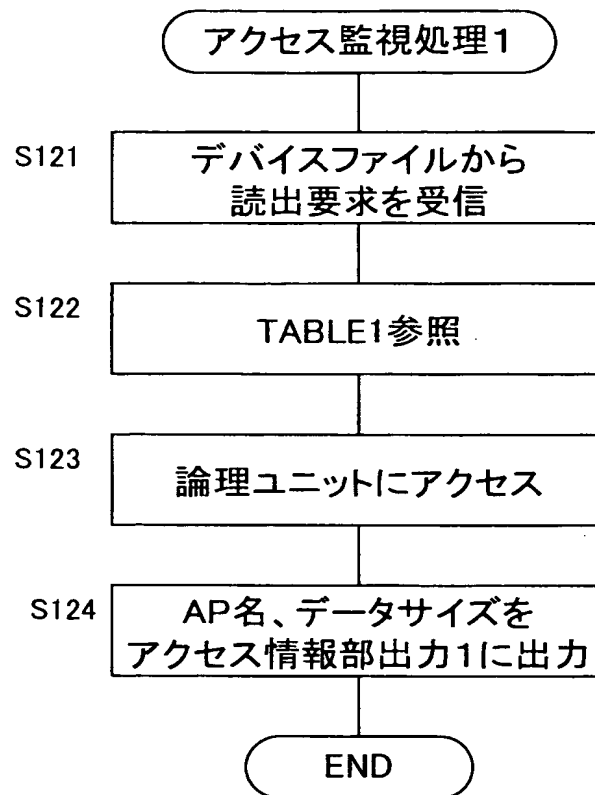 アクセス監視処理1
S121
デバイスファイルから
読出要求を受信
S122
TABLE1参照
S123
論理ユニットにアクセス
S124
AP名、データサイズを
アクセス情報部出力1に出力
END